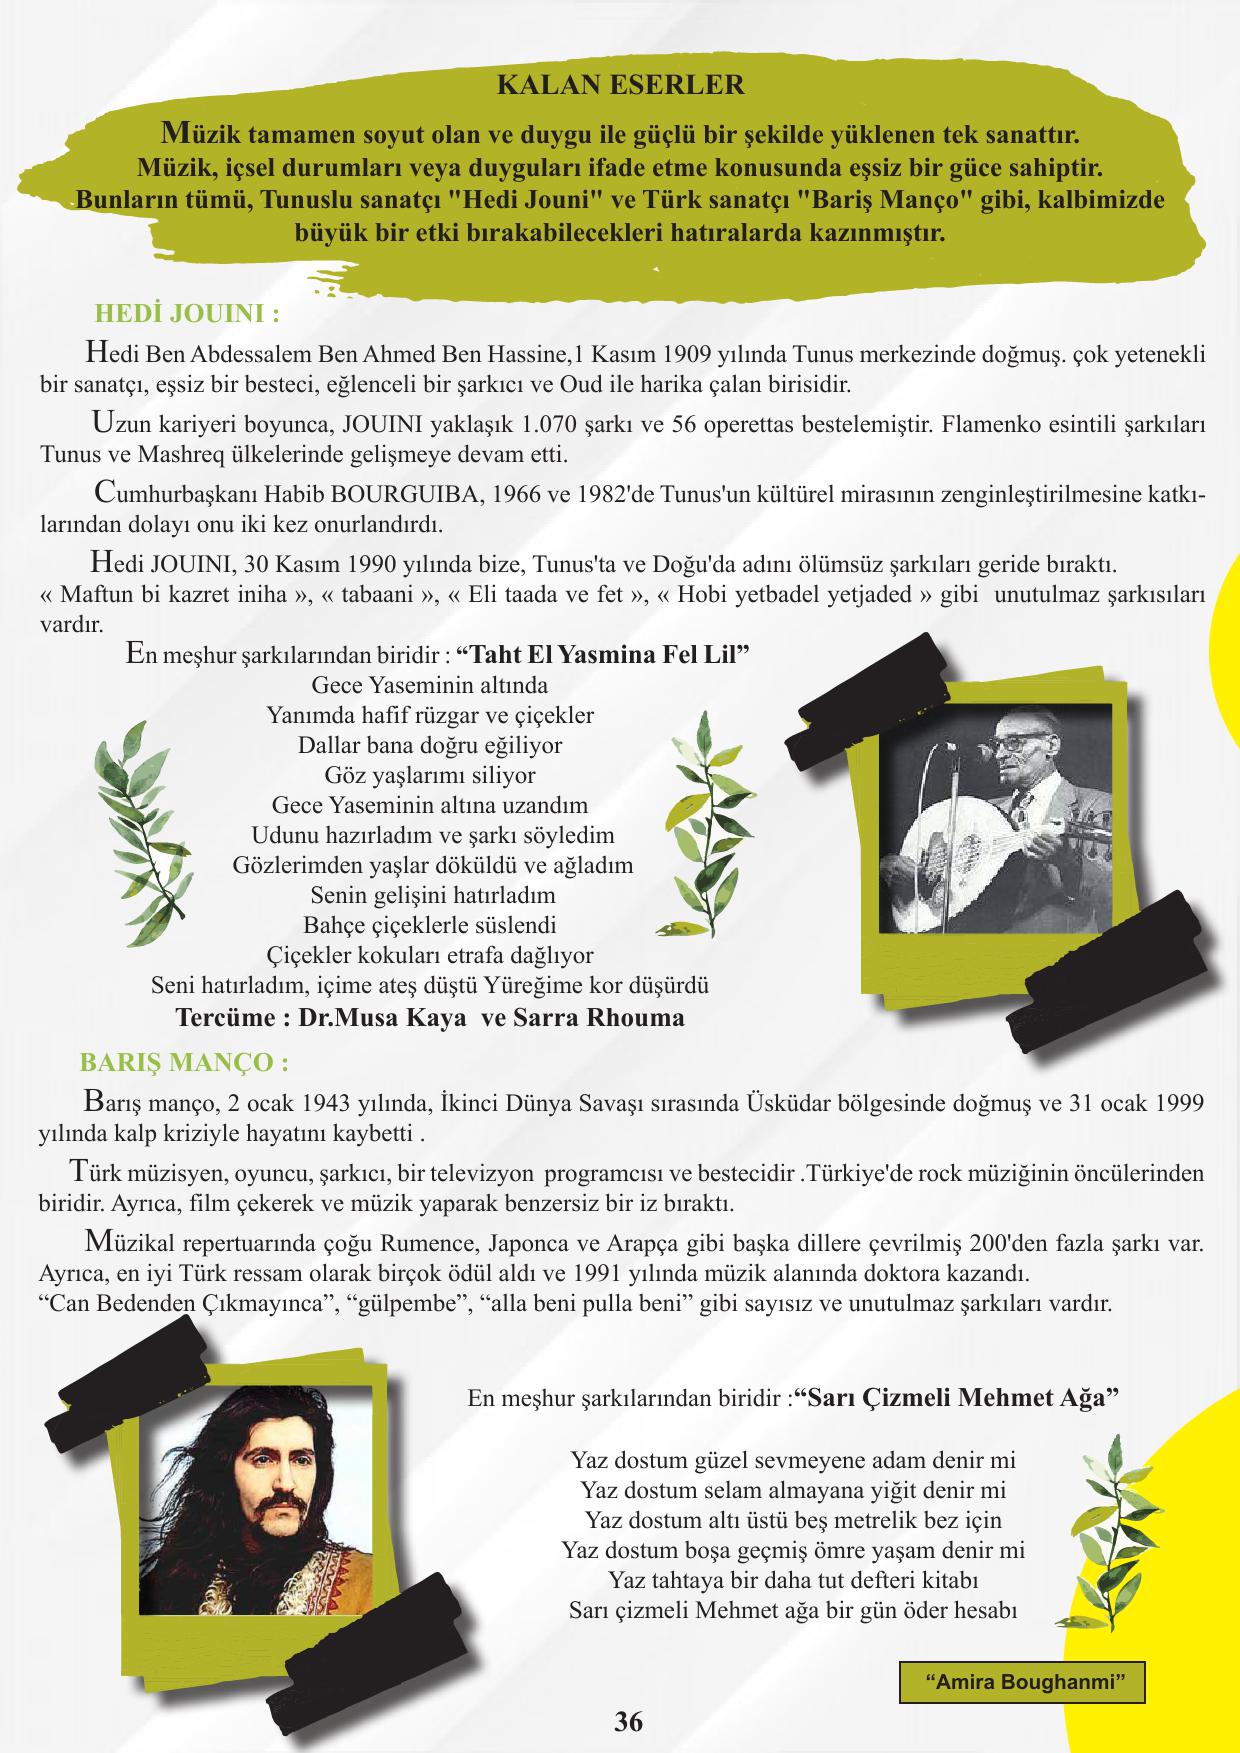 KALAN ESERLER
Müzik tamamen soyut olan ve duygu ile güçlü bir şekilde yüklenen tek sanattır.
Müzik, içsel durumları veya duyguları ifade etme konusunda eşsiz bir güce sahiptir.
Bunların tümü, Tunuslu sanatçı "Hedi Jouni" ve Türk sanatçı "Bariş Manço" gibi, kalbimizde
büyük bir etki bırakabilecekleri hatıralarda kazınmıştır.
HEDİ JOUINI :
Hedi Ben Abdessalem Ben Ahmed Ben Hassine,1 Kasım 1909 yılında Tunus merkezinde doğmuş. çok yetenekli
bir sanatçı, eşsiz bir besteci, eğlenceli bir şarkıcı ve Oud ile harika çalan birisidir.
Uzun kariyeri boyunca, JOUINI yaklaşık 1.070 şarkı ve 56 operettas bestelemiştir. Flamenko esintili şarkıları
Tunus ve Mashreq ülkelerinde gelişmeye devam etti.
Cumhurbaşkanı Habib BOURGUIBA, 1966 ve 1982'de Tunus'un kültürel mirasının zenginleştirilmesine katkı-
larından dolayı onu iki kez onurlandırdı.
Hedi JOUINI, 30 Kasım 1990 yılında bize, Tunus'ta ve Doğu'da adını ölümsüz şarkıları geride bıraktı.
« Maftun bi kazret iniha », « tabaani », « Eli taada ve fet », « Hobi yetbadel yetjaded » gibi unutulmaz şarkısıları
vardır.
En meşhur şarkılarından biridir : “Taht El Yasmina Fel Lil”
Gece Yaseminin altında
Yanımda hafif rüzgar ve çiçekler
Dallar bana doğru eğiliyor
Göz yaşlarımı siliyor
Gece Yaseminin altına uzandım
Udunu hazırladım ve şarkı söyledim
Gözlerimden yaşlar döküldü ve ağladım
Senin gelişini hatırladım
Bahçe çiçeklerle süslendi
Çiçekler kokuları etrafa dağlıyor
Seni hatırladım, içime ateş düştü Yüreğime kor düşürdü
Tercüme : Dr.Musa Kaya ve Sarra Rhouma
BARIŞ MANÇO :
Barış manço, 2 ocak 1943 yılında, İkinci Dünya Savaşı sırasında Üsküdar bölgesinde doğmuş ve 31 ocak 1999
yılında kalp kriziyle hayatını kaybetti .
Türk müzisyen, oyuncu, şarkıcı, bir televizyon programcısı ve bestecidir .Türkiye'de rock müziğinin öncülerinden
biridir. Ayrıca, film çekerek ve müzik yaparak benzersiz bir iz bıraktı.
Müzikal repertuarında çoğu Rumence, Japonca ve Arapça gibi başka dillere çevrilmiş 200'den fazla şarkı var.
Ayrıca, en iyi Türk ressam olarak birçok ödül aldı ve 1991 yılında müzik alanında doktora kazandı.
“Can Bedenden Çıkmayınca”, “gülpembe”, “alla beni pulla beni” gibi sayısız ve unutulmaz şarkıları vardır.
En meşhur şarkılarından biridir :“Sarı Çizmeli Mehmet Ağa”
Yaz dostum güzel sevmeyene adam denir mi
Yaz dostum selam almayana yiğit denir mi
Yaz dostum altı üstü beş metrelik bez için
Yaz dostum boşa geçmiş ömre yaşam denir mi
Yaz tahtaya bir daha tut defteri kitabı
Sarı çizmeli Mehmet ağa bir gün öder hesabı
“Amira Boughanmi”
36